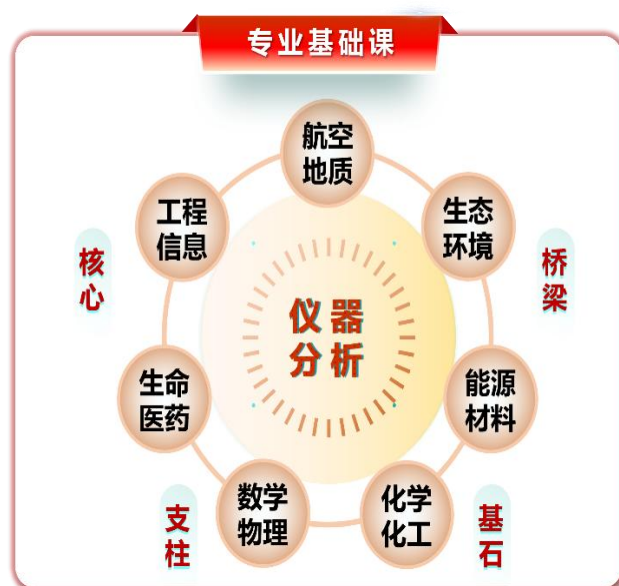 专业基础课
航空
地质
工程
信息
生态
环境
核心
桥梁
仪器
分析
生命
医药
能源
材料
数学
物理
化学
化工
支柱
基石